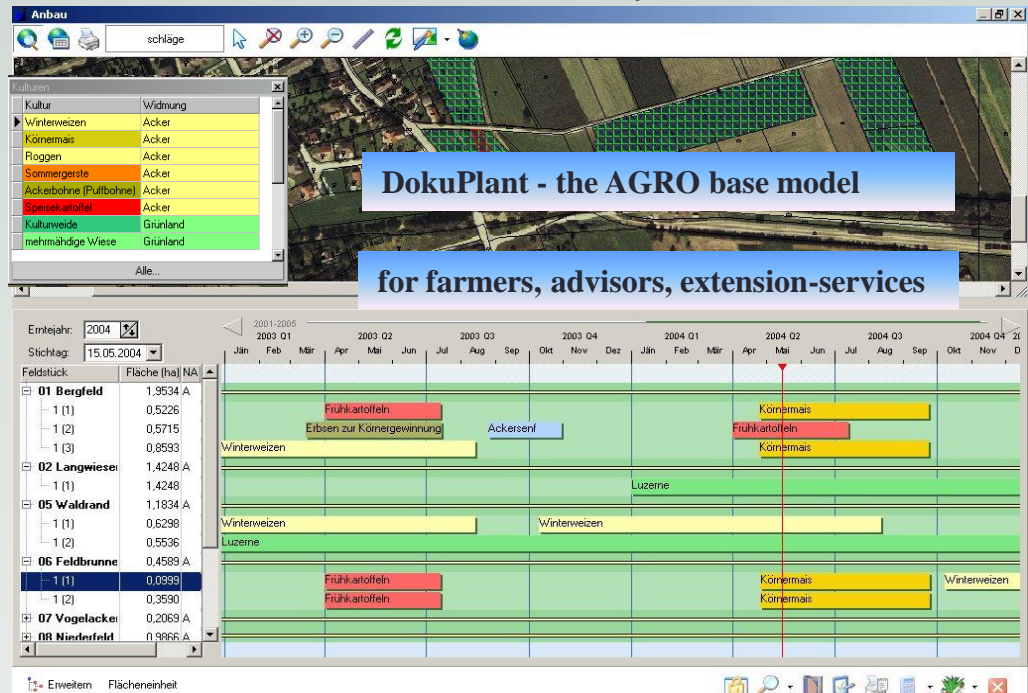 Anbau
schläge
Kulturen
Kultur Widmung
Winterweizen Acker
Körnermais Acker
Roggen Acker
Sommergerste Acker
Ackerbohne (Puffbohne) Acker
Speisekartoffel Acker
Kulturweide Grünland
mehrmähdige Wiese Grünland
Alle...
DokuPlant - the AGRO base model
for farmers, advisors, extension-services
Erntejahr: 2004
Stichtag: 15.05.2004
2001-2005
2003 Q1 2003 Q2 2003 Q3 2003 Q4 2004 Q1 2004 Q2 2004 Q3 2004 Q4
Jän Feb Mär Apr Mai Jun Jul Aug Sep Okt Nov Dez Jän Feb Mär Apr Mai Jun Jul Aug Sep Okt Nov D
Feldstück Fläche (ha) NA
01 Bergfeld 1,9534 A
1 (1) 0,5226 Frühkartoffeln Körnermais
1 (2) 0,5715 Erbsen zur Körnergewinnung Ackersenf Frühkartoffeln
1 (3) 0,8593 Winterweizen Körnermais
02 Langwieser 1,4248 A
1 (1) 1,4248 Luzerne
05 Waldrand 1,1834 A
1 (1) 0,6298 Winterweizen Winterweizen
1 (2) 0,5536 Luzerne
06 Feldbrunne 0,4589 A
1 (1) 0,0999 Frühkartoffeln Körnermais Winterweizen
1 (2) 0,3590 Frühkartoffeln Körnermais
07 Vogelacker 0,2069 A
08 Niederfeld 0,9866 A
Erweitern Flächeneinheit